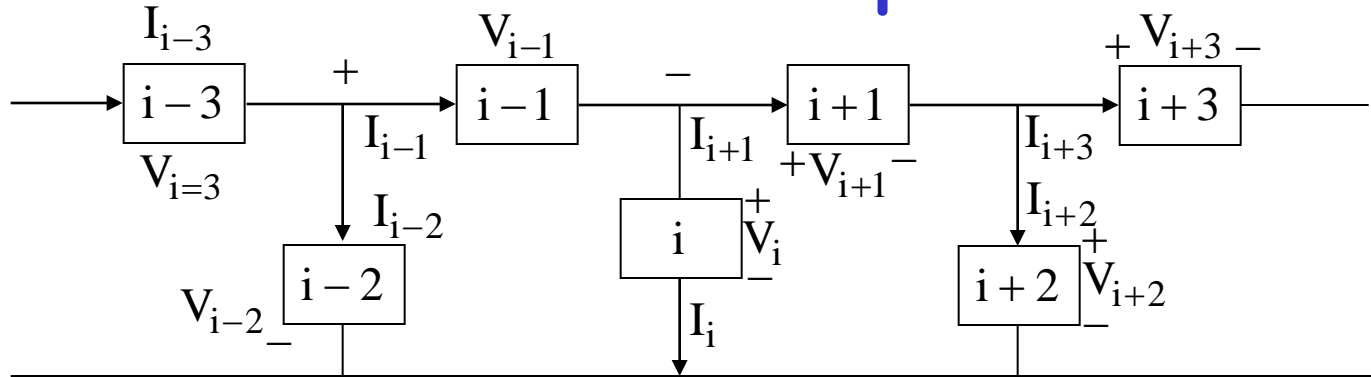 I_{i−3} V_{i−1} + V_{i+3} −
+ −
i − 3 i − 1 i + 1 i + 3
I_{i−1} I_{i+1} I_{i+3}
V_{i=3} + V_{i+1} −
I_{i−2} + I_{i+2}
i − 2 i V_i i + 2 +
V_{i−2} − − V_{i+2}
I_i −